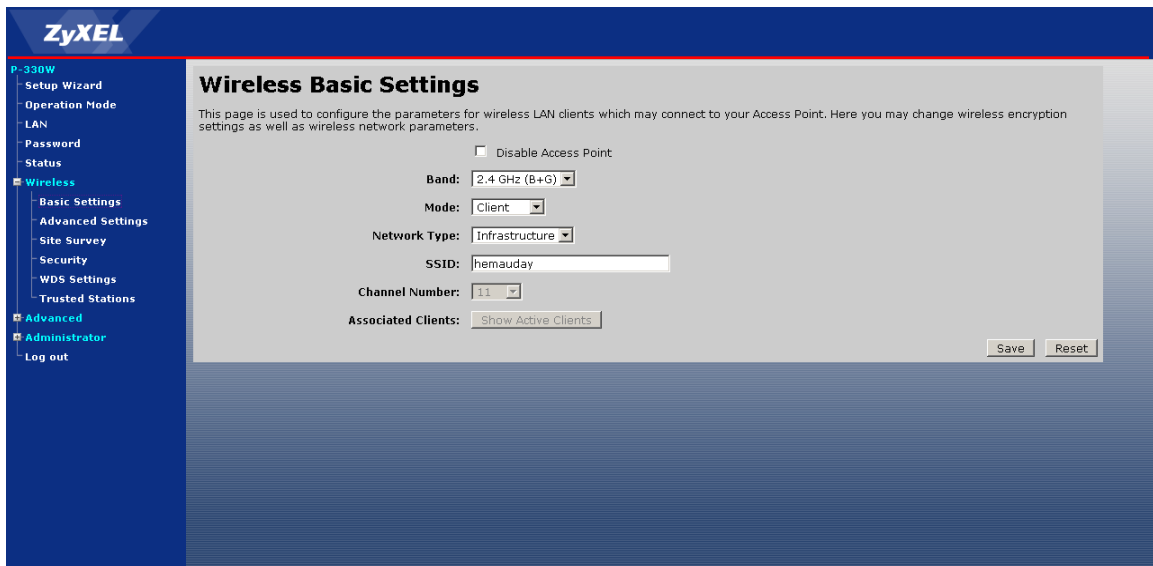 ZyXEL
P-330W
Setup Wizard
Operation Mode
LAN
Password
Status
Wireless
Basic Settings
Advanced Settings
Site Survey
Security
WDS Settings
Trusted Stations
Advanced
Administrator
Log out
Wireless Basic Settings
This page is used to configure the parameters for wireless LAN clients which may connect to your Access Point. Here you may change wireless encryption
settings as well as wireless network parameters.
Disable Access Point
Band: 2.4 GHz (B+G)
Mode: Client
Network Type: Infrastructure
SSID: hemauday
Channel Number: 11
Associated Clients: Show Active Clients
Save Reset